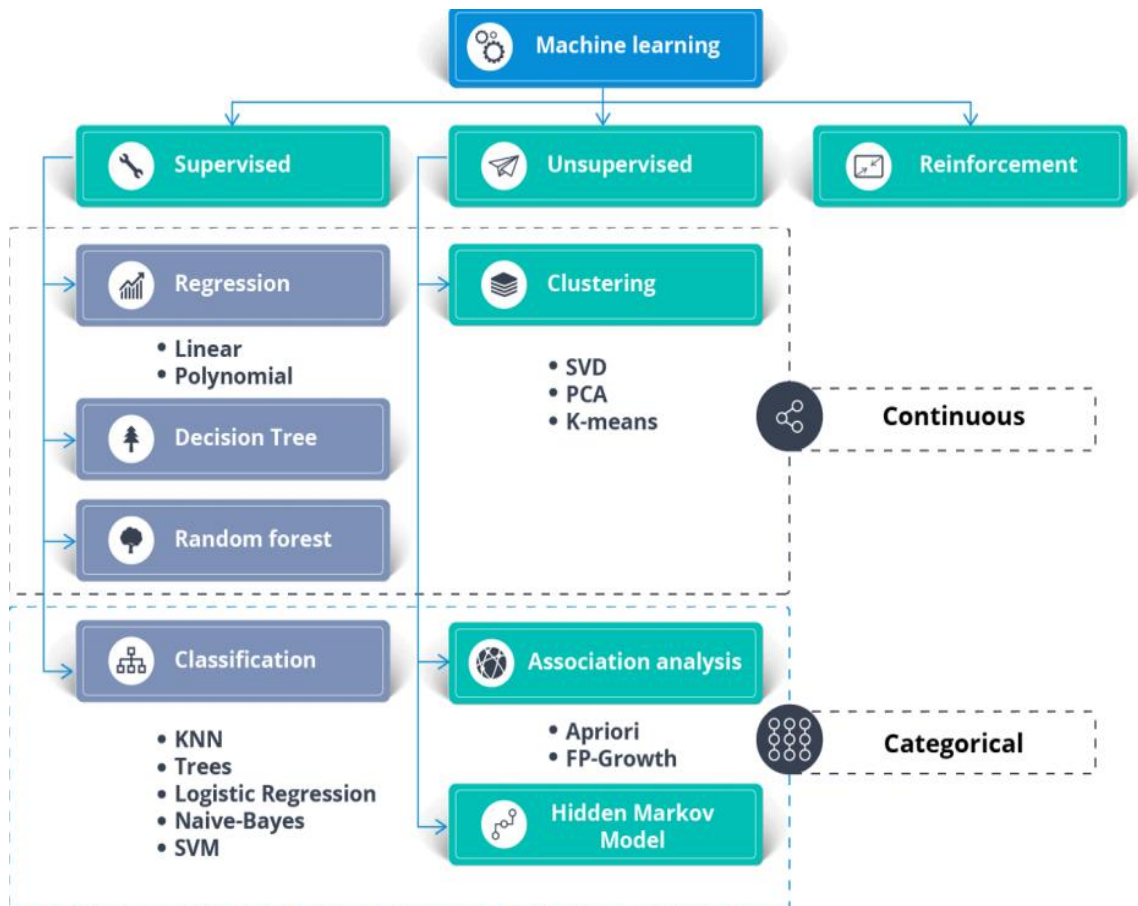 Machine learning
Supervised
Unsupervised
Reinforcement
Regression
• Linear
• Polynomial
Decision Tree
Random forest
Clustering
• SVD
• PCA
• K-means
Continuous
Classification
• KNN
• Trees
• Logistic Regression
• Naive-Bayes
• SVM
Association analysis
• Apriori
• FP-Growth
Hidden Markov
Model
Categorical